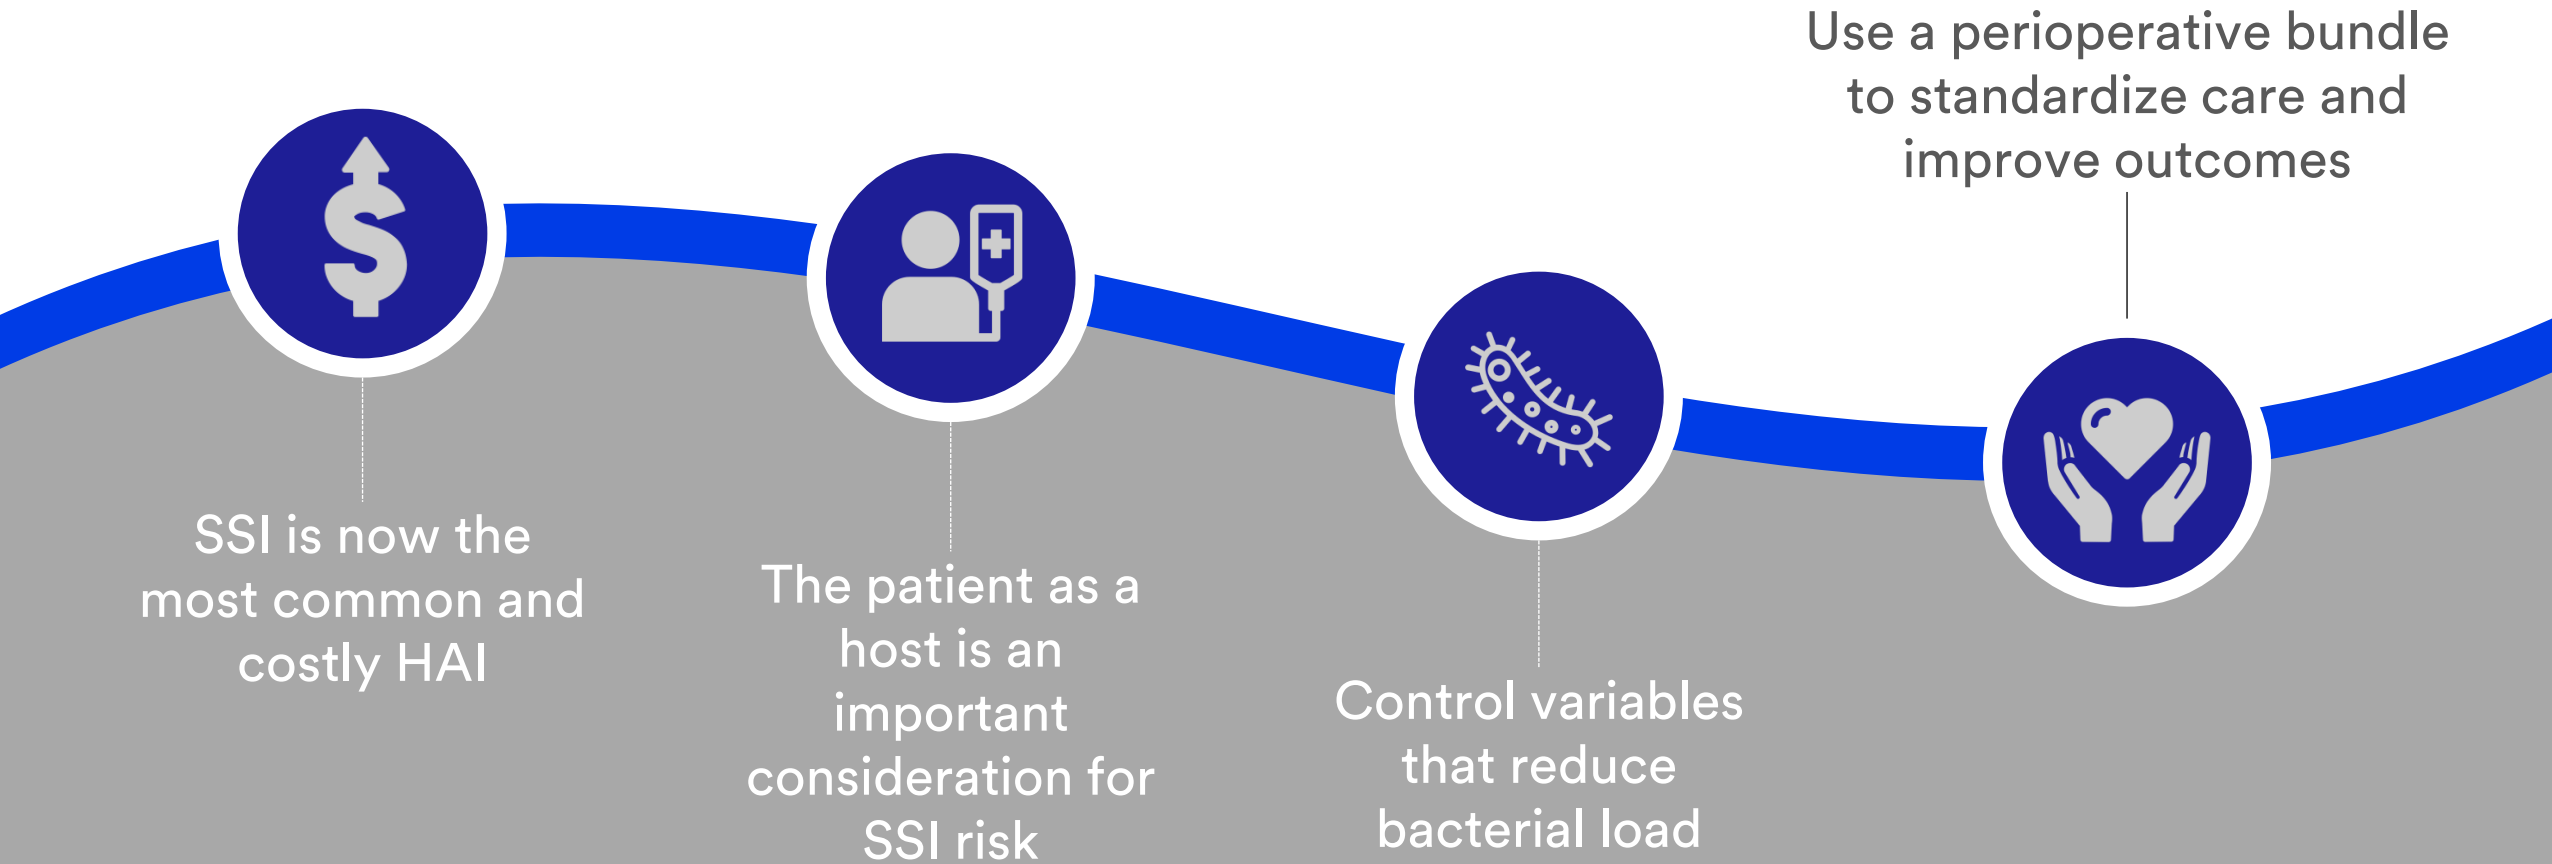 SSI is now the
most common and
costly HAI
The patient as a
host is an
important
consideration for
SSI risk
Control variables
that reduce
bacterial load
Use a perioperative bundle
to standardize care and
improve outcomes